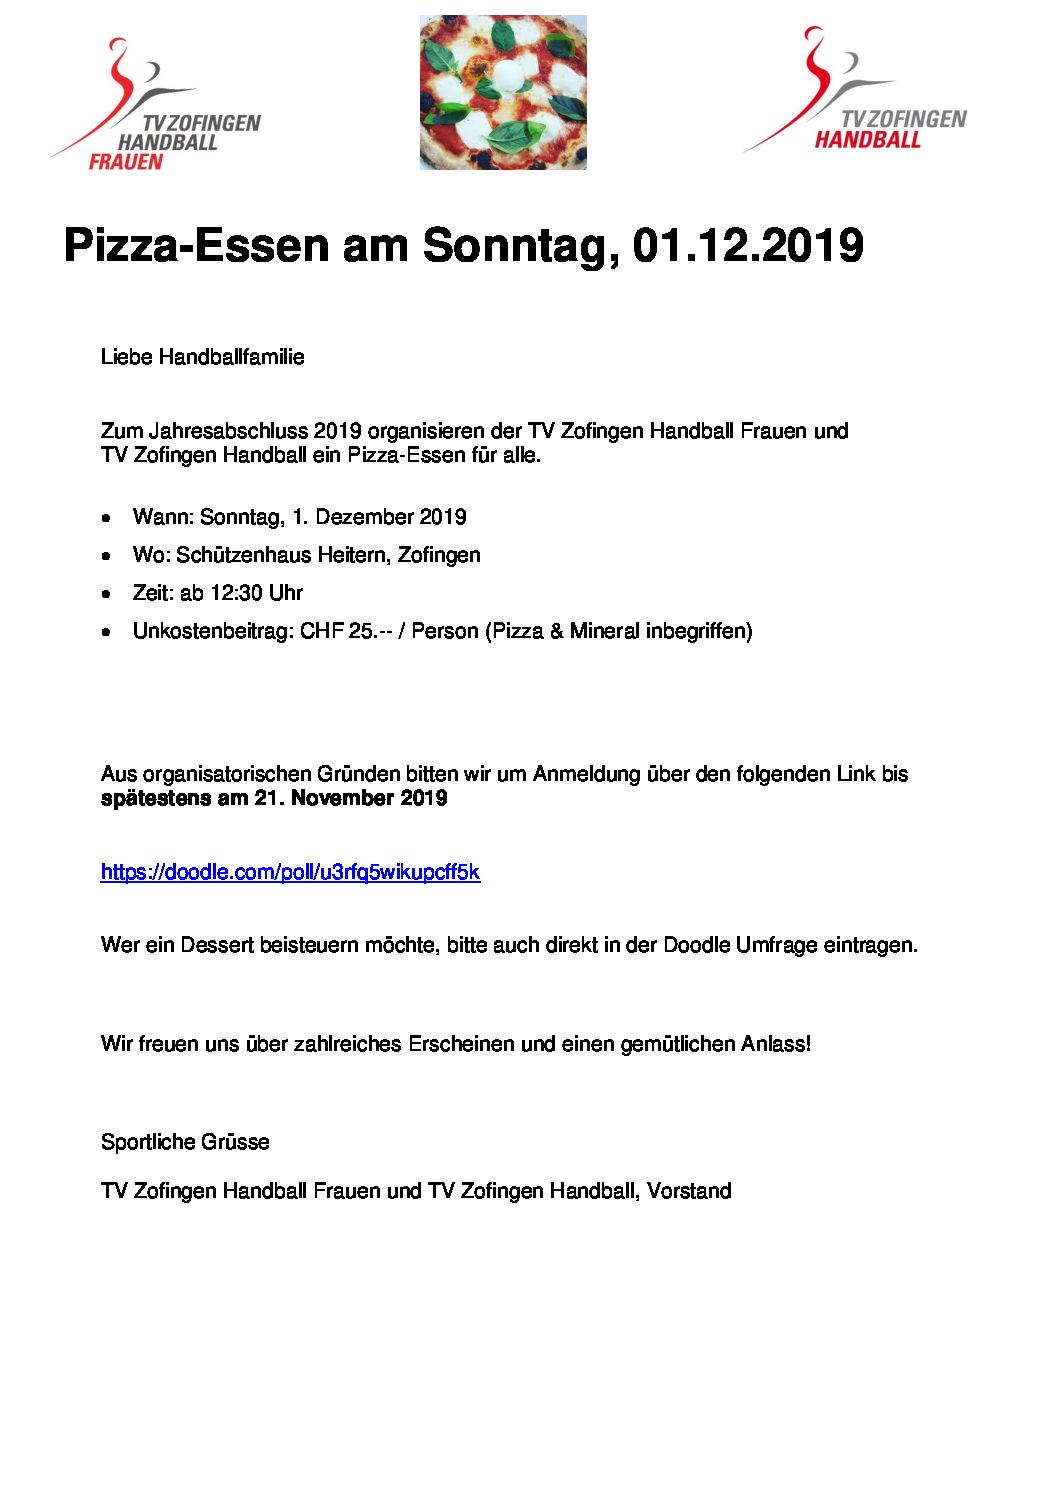 TV ZOFINGEN
HANDBALL
FRAUEN
TV ZOFINGEN
HANDBALL
Pizza-Essen am Sonntag, 01.12.2019
Liebe Handballfamilie
Zum Jahresabschluss 2019 organisieren der TV Zofingen Handball Frauen und
TV Zofingen Handball ein Pizza-Essen für alle.
• Wann: Sonntag, 1. Dezember 2019
• Wo: Schützenhaus Heitern, Zofingen
• Zeit: ab 12:30 Uhr
• Unkostenbeitrag: CHF 25.-- / Person (Pizza & Mineral inbegriffen)
Aus organisatorischen Gründen bitten wir um Anmeldung über den folgenden Link bis
spätestens am 21. November 2019
https://doodle.com/poll/u3rfq5wikupcff5k
Wer ein Dessert beisteuern möchte, bitte auch direkt in der Doodle Umfrage eintragen.
Wir freuen uns über zahlreiches Erscheinen und einen gemütlichen Anlass!
Sportliche Grüsse
TV Zofingen Handball Frauen und TV Zofingen Handball, Vorstand